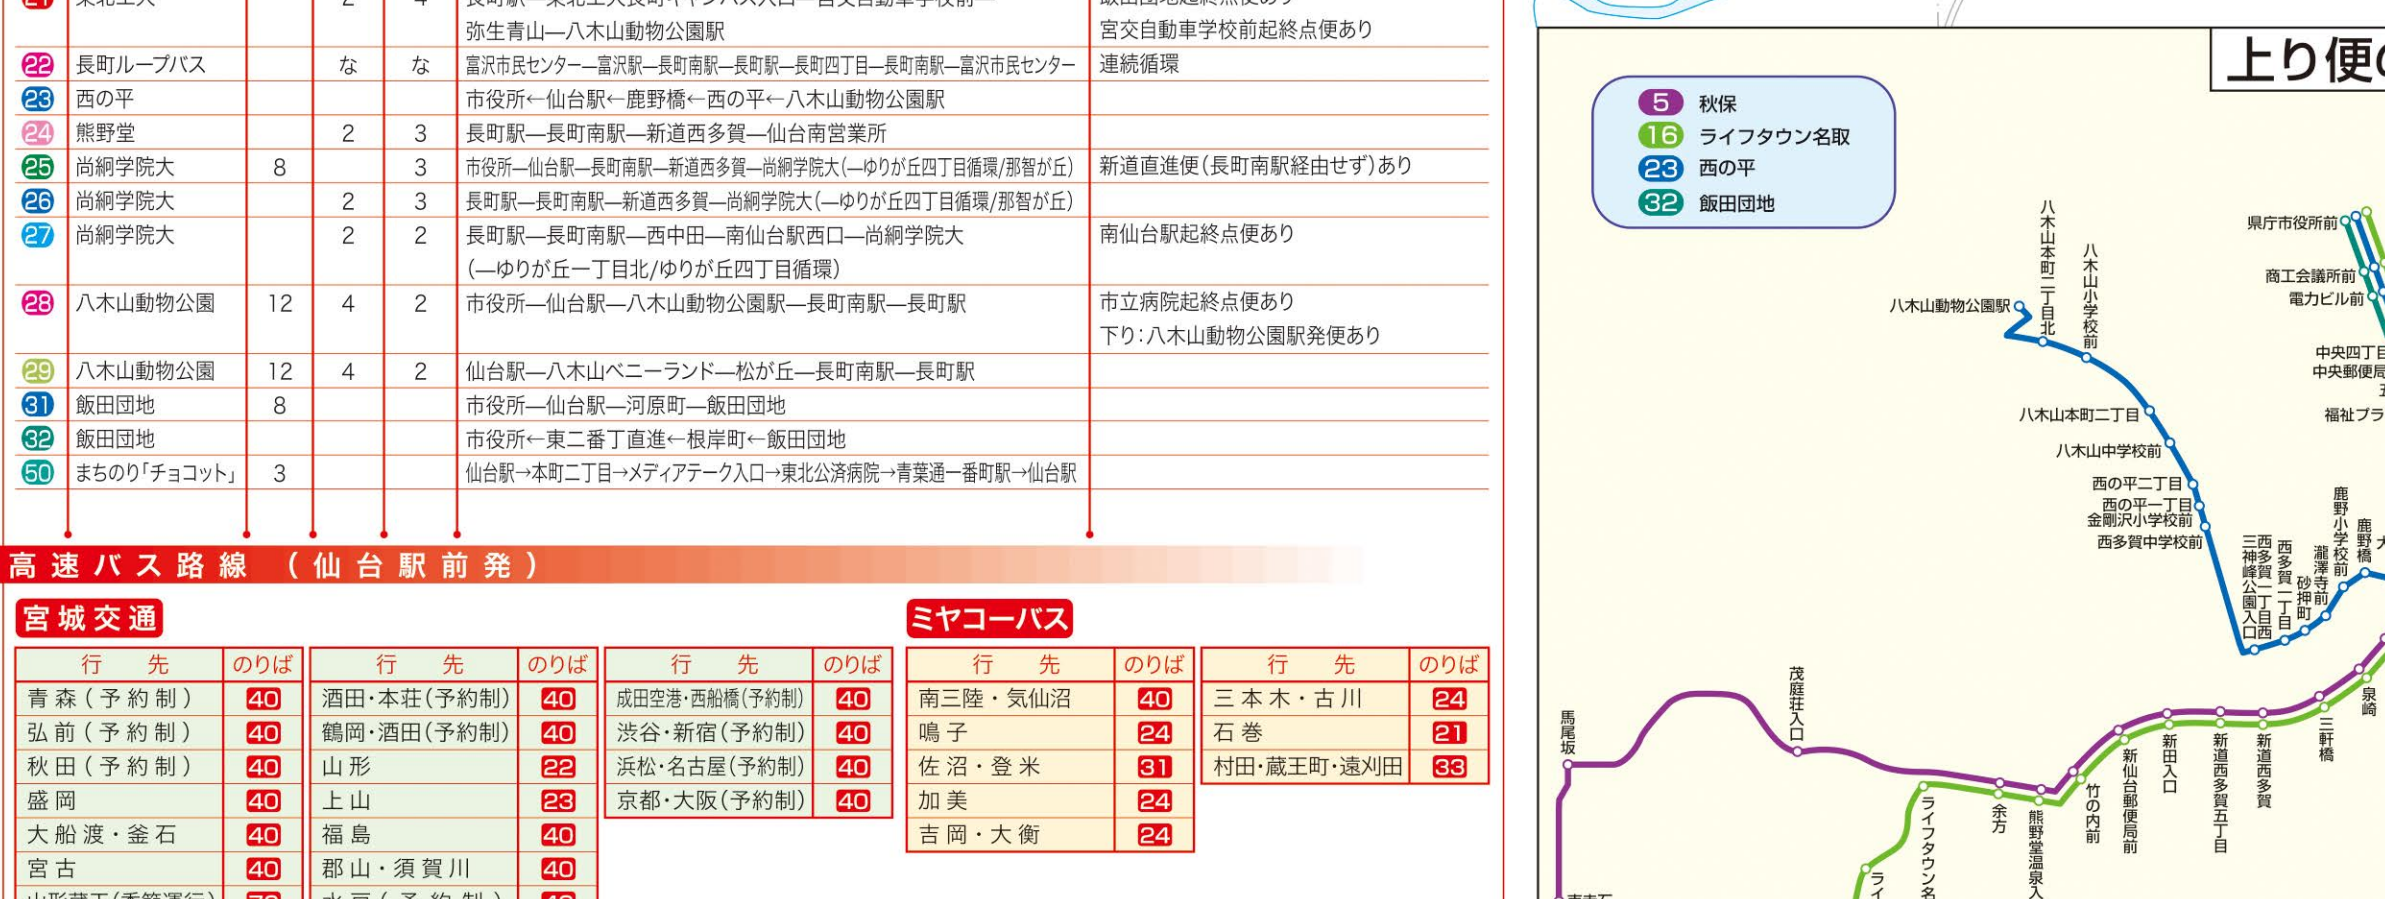 弥生青山―八木山動物公園駅 宮交自動車学校前起終点便あり
22 長町ループバス な な 富沢市民センター―富沢駅―長町南駅―長町駅―長町四丁目―長町南駅―富沢市民センター 連続循環
23 西の平 市役所←仙台駅←鹿野橋←西の平←八木山動物公園駅
24 熊野堂 2 3 長町駅―長町南駅―新道西多賀―仙台南営業所
25 尚絅学院大 8 3 市役所―仙台駅―長町南駅―新道西多賀―尚絅学院大(―ゆりが丘四丁目循環/那智が丘) 新道直進便(長町南駅経由せず)あり
26 尚絅学院大 2 3 長町駅―長町南駅―新道西多賀―尚絅学院大(―ゆりが丘四丁目循環/那智が丘)
27 尚絅学院大 2 2 長町駅―長町南駅―西中田―南仙台駅西口―尚絅学院大 南仙台駅起終点便あり
(―ゆりが丘一丁目北/ゆりが丘四丁目循環)
28 八木山動物公園 12 4 2 市役所―仙台駅―八木山動物公園駅―長町南駅―長町駅 市立病院起終点便あり
下り:八木山動物公園駅発便あり
29 八木山動物公園 12 4 2 仙台駅―八木山ベニーランド―松が丘―長町南駅―長町駅
31 飯田団地 8 市役所―仙台駅―河原町―飯田団地
32 飯田団地 市役所←東二番丁直進←根岸町←飯田団地
50 まちのり「チョコット」 3 仙台駅→本町二丁目→メディアテーク入口→東北公済病院→青葉通一番町駅→仙台駅
高速バス路線 (仙台駅前発)
宮城交通
行先 のりば 行先 のりば 行先 のりば
青森(予約制) 40 酒田・本荘(予約制) 40 成田空港・西船橋(予約制) 40
弘前(予約制) 40 鶴岡・酒田(予約制) 40 渋谷・新宿(予約制) 40
秋田(予約制) 40 山形 22 浜松・名古屋(予約制) 40
盛岡 40 上山 23 京都・大阪(予約制) 40
大船渡・釜石 40 福島 40
宮古 40 郡山・須賀川 40
ミヤコーバス
行先 のりば 行先 のりば
南三陸・気仙沼 40 三本木・古川 24
鳴子 24 石巻 21
佐沼・登米 31 村田・蔵王町・遠刈田 33
加美 24
吉岡・大衡 24
上り便の
5 秋保
16 ライフタウン名取
23 西の平
32 飯田団地
県庁市役所前
商工会議所前
電力ビル前
中央四丁目
中央郵便局
福祉プラ
八木山動物公園駅
八木山本町二丁目北
八木山小学校前
八木山本町二丁目
八木山中学校前
西の平二丁目
西の平一丁目
金剛沢小学校前
西多賀中学校前
三神峰公園入口
西多賀一丁目西
西多賀一丁目
砂押町
瀧澤寺前
鹿野小学校前
鹿野橋
馬尾坂
茂庭荘入口
ライフタウン名
余方
熊野堂温泉入
竹の内前
新仙台郵便局前
新田入口
新道西多賀五丁目
新道西多賀
三軒橋
泉崎
ライ